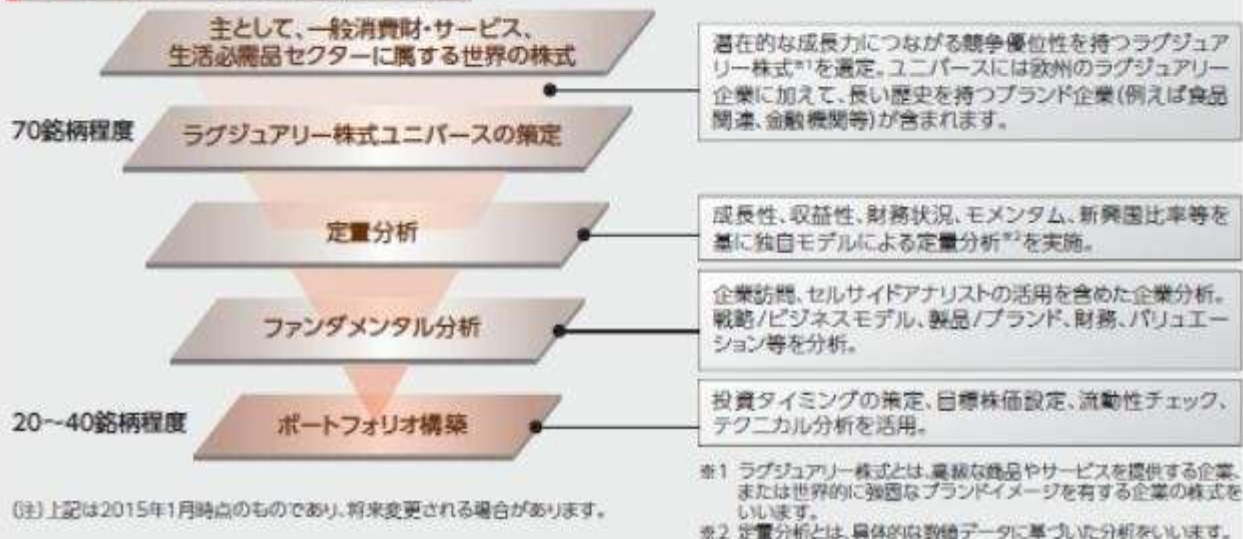 主として、一般消費財・サービス、
生活必需品セクターに属する世界の株式
潜在的な成長力につながる競争優位性を持つラグジュア
リー株式※1を選定。ユニバースには欧州のラグジュアリー
企業に加えて、長い歴史を持つブランド企業(例えば食品
関連、金融機関等)が含まれます。
70銘柄程度
ラグジュアリー株式ユニバースの策定
定量分析
成長性、収益性、財務状況、モメンタム、新興国比率等を
基に独自モデルによる定量分析※2を実施。
ファンダメンタル分析
企業訪問、セルサイドアナリストの活用を含めた企業分析。
戦略/ビジネスモデル、製品/ブランド、財務、バリュエー
ション等を分析。
20〜40銘柄程度
ポートフォリオ構築
投資タイミングの策定、目標株価設定、流動性チェック、
テクニカル分析を活用。
(注)上記は2015年1月時点のものであり、将来変更される場合があります。
※1 ラグジュアリー株式とは、高級な商品やサービスを提供する企業、
または世界的に強固なブランドイメージを有する企業の株式を
いいます。
※2 定量分析とは、具体的な数値データに基づいた分析をいいます。